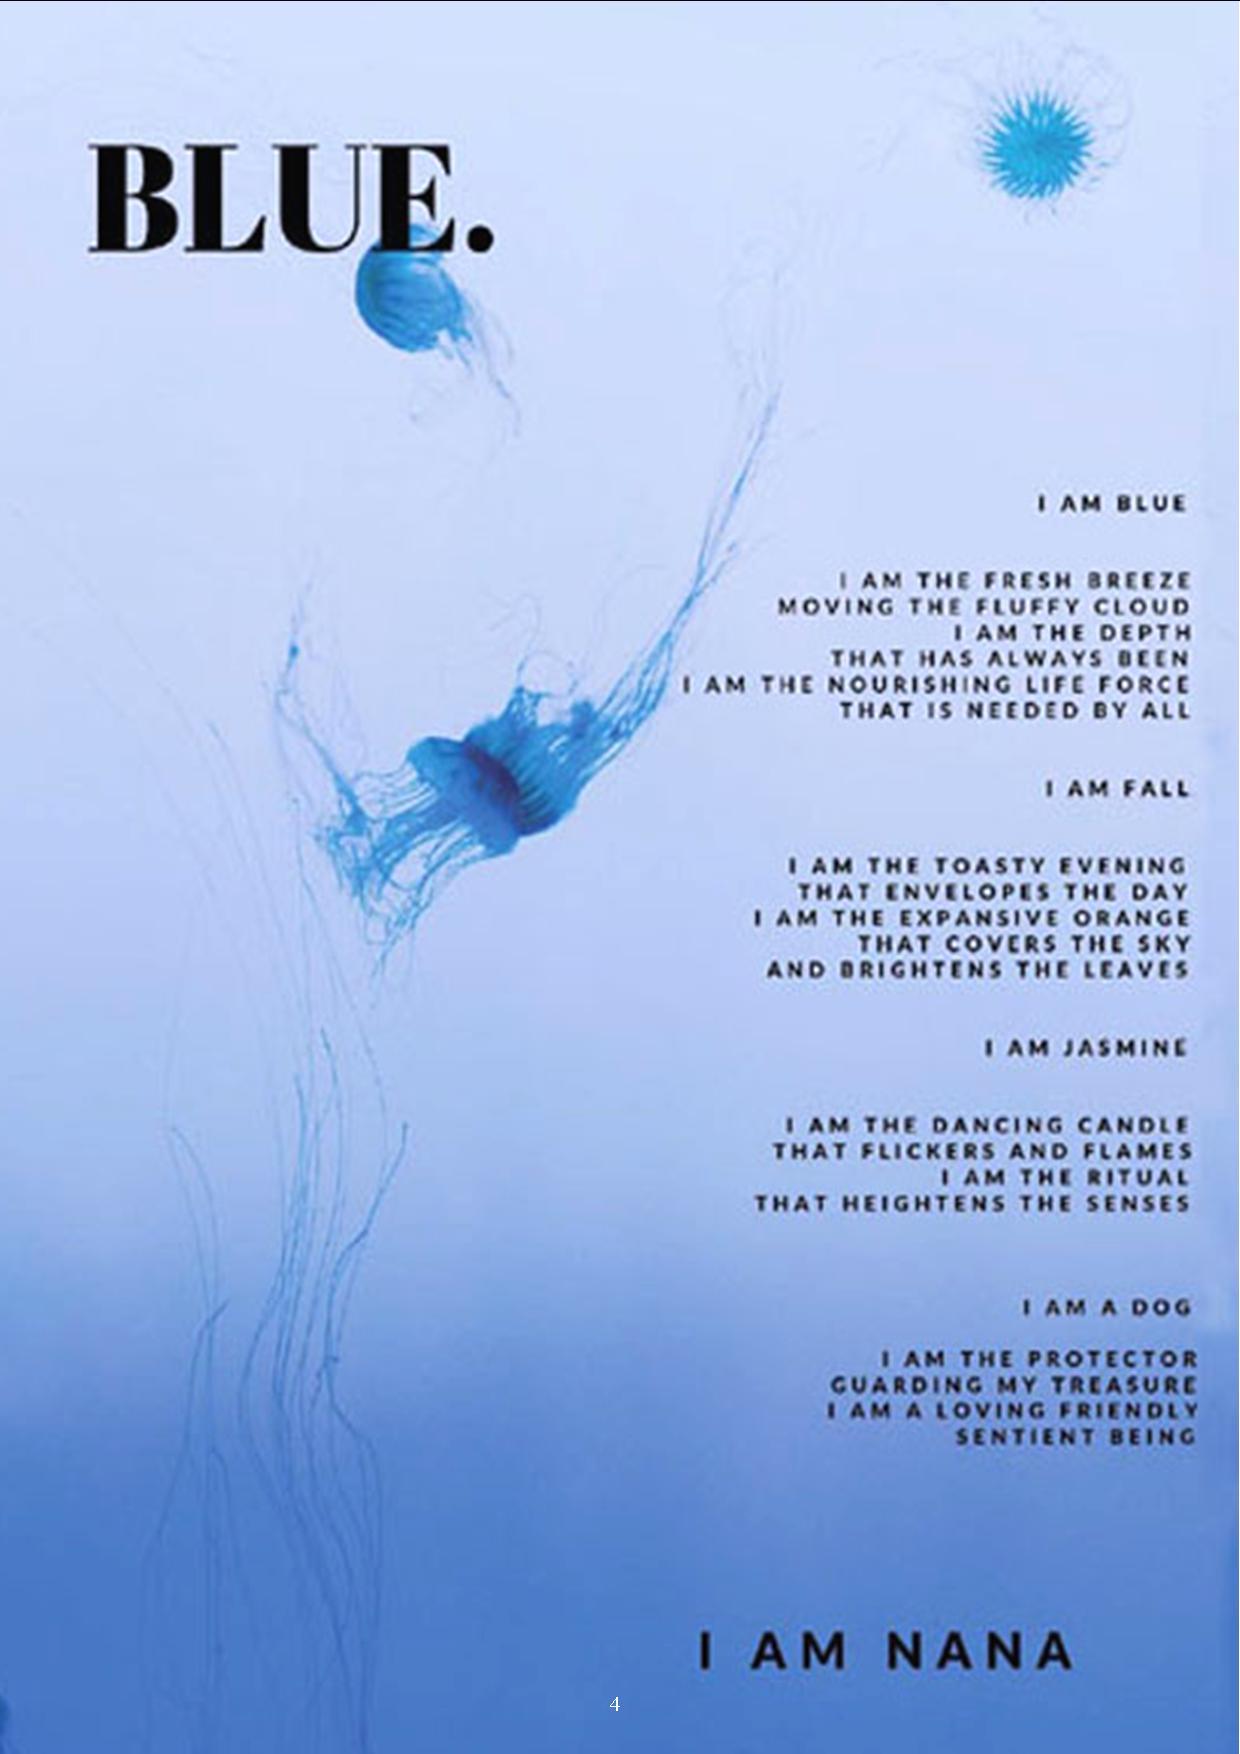 BLUE.
I AM BLUE
I AM THE FRESH BREEZE
MOVING THE FLUFFY CLOUD
I AM THE DEPTH
THAT HAS ALWAYS BEEN
I AM THE NOURISHING LIFE FORCE
THAT IS NEEDED BY ALL
I AM FALL
I AM THE TOASTY EVENING
THAT ENVELOPES THE DAY
I AM THE EXPANSIVE ORANGE
THAT COVERS THE SKY
AND BRIGHTENS THE LEAVES
I AM JASMINE
I AM THE DANCING CANDLE
THAT FLICKERS AND FLAMES
I AM THE RITUAL
THAT HEIGHTENS THE SENSES
I AM A DOG
I AM THE PROTECTOR
GUARDING MY TREASURE
I AM A LOVING FRIENDLY
SENTIENT BEING
I AM NANA
4